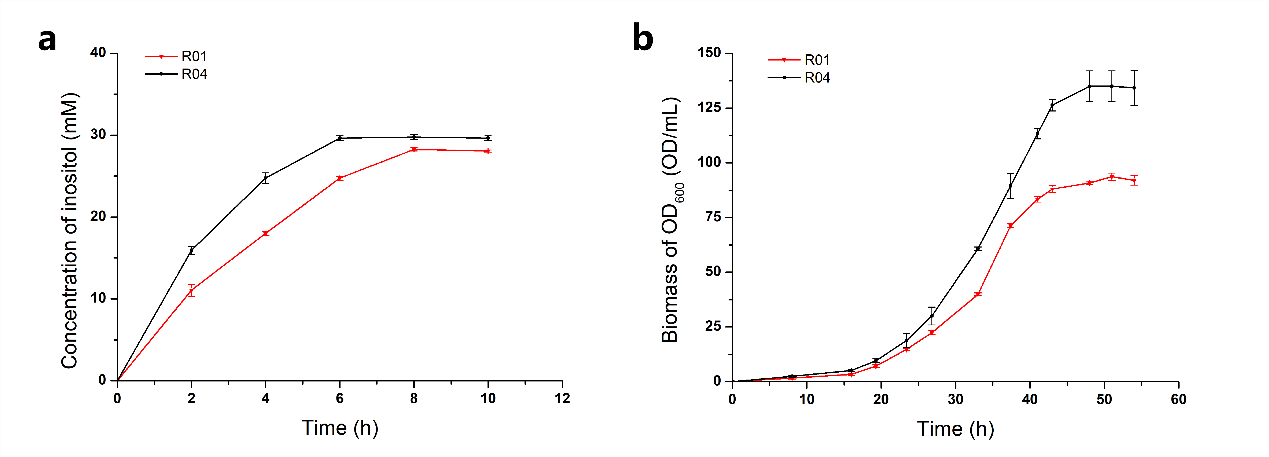 a
40
30
20
10
0
Concentration of inositol (mM)
R01
R04
0 2 4 6 8 10 12
Time (h)
b
150
125
100
75
50
25
0
Biomass of OD600 (OD/mL)
R01
R04
0 10 20 30 40 50 60
Time (h)